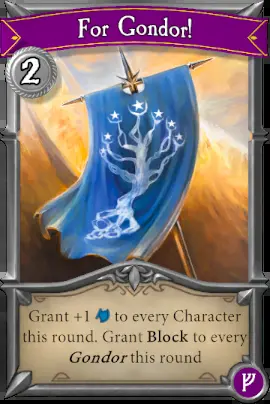 For Gondor!
2
Grant +1 to every Character
this round. Grant Block to every
Gondor this round